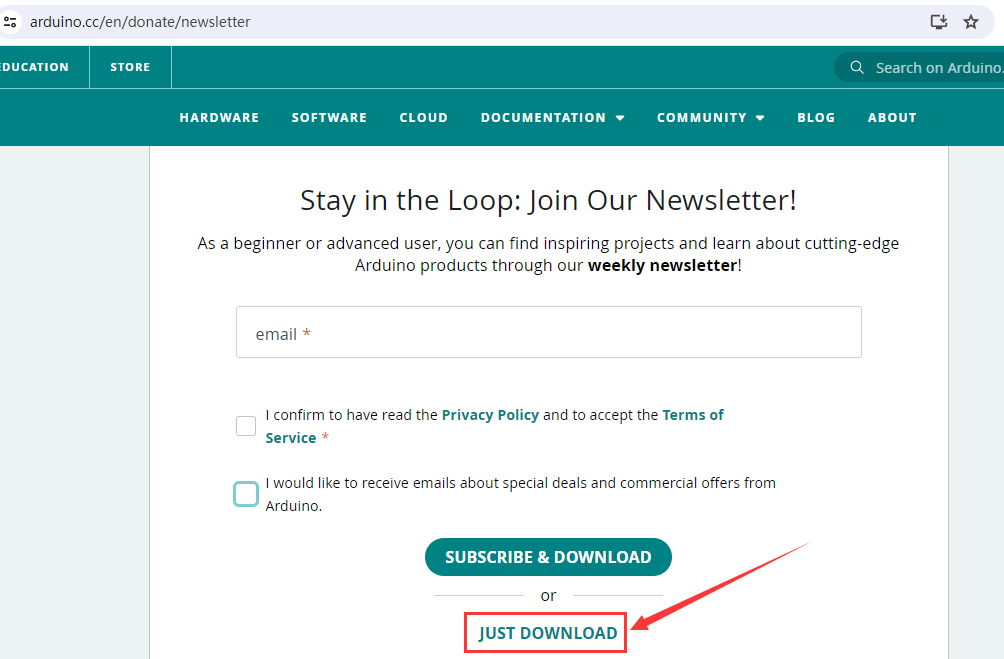 arduino.cc/en/donate/newsletter
STORE
Search on Arduino.
HARDWARE SOFTWARE CLOUD DOCUMENTATION COMMUNITY BLOG ABOUT
Stay in the Loop: Join Our Newsletter!
As a beginner or advanced user, you can find inspiring projects and learn about cutting-edge
Arduino products through our weekly newsletter!
email *
I confirm to have read the Privacy Policy and to accept the Terms of
Service *
I would like to receive emails about special deals and commercial offers from
Arduino.
SUBSCRIBE & DOWNLOAD
or
JUST DOWNLOAD